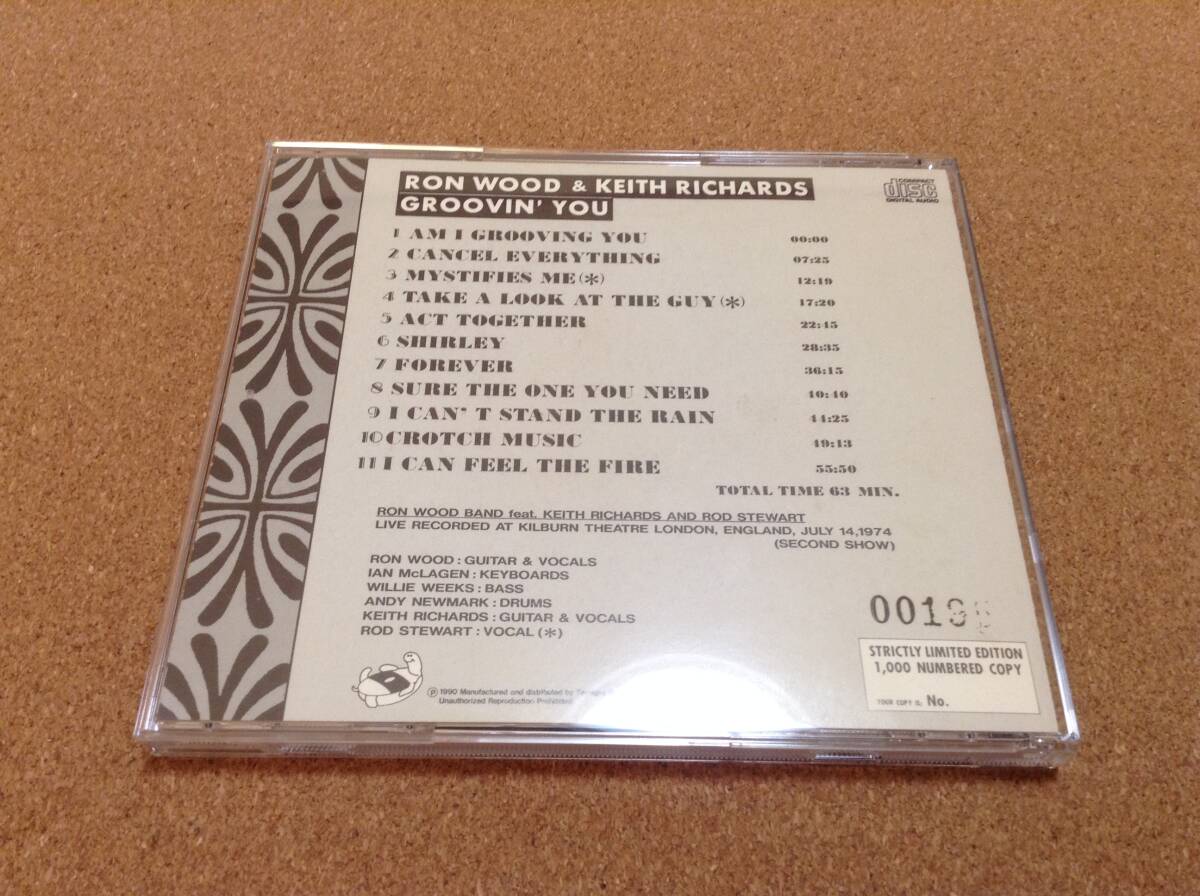 RON WOOD & KEITH RICHARDS
GROOVIN' YOU
COMPACT
disc
DIGITAL AUDIO
1 AM I GROOVING YOU 00:00
2 CANCEL EVERYTHING 07:25
3 MYSTIFIES ME (*) 12:19
4 TAKE A LOOK AT THE GUY (*) 17:20
5 ACT TOGETHER 22:45
6 SHIRLEY 28:35
7 FOREVER 36:15
8 SURE THE ONE YOU NEED 40:40
9 I CAN'T STAND THE RAIN 44:25
10 CROTCH MUSIC 49:13
11 I CAN FEEL THE FIRE 55:50
TOTAL TIME 63 MIN.
RON WOOD BAND feat. KEITH RICHARDS AND ROD STEWART
LIVE RECORDED AT KILBURN THEATRE LONDON, ENGLAND, JULY 14,1974
(SECOND SHOW)
RON WOOD : GUITAR & VOCALS
IAN McLAGEN : KEYBOARDS
WILLIE WEEKS : BASS
ANDY NEWMARK : DRUMS
KEITH RICHARDS : GUITAR & VOCALS
ROD STEWART : VOCAL (*)
℗ 1990 Manufactured and distributed by
Unauthorized Reproduction Prohibited
001
STRICTLY LIMITED EDITION
1,000 NUMBERED COPY
YOUR COPY IS; No.